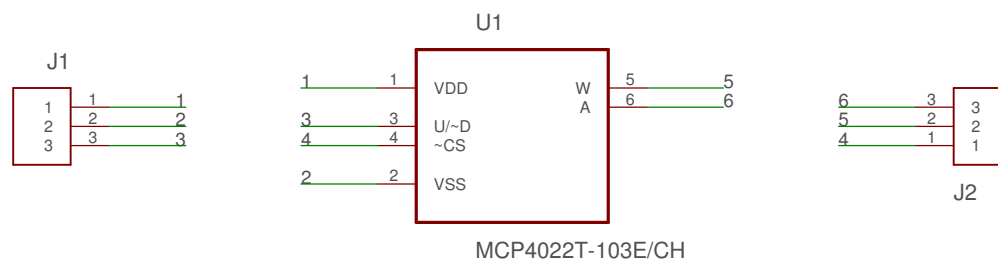 U1
J1
1 1 VDD W 5 5
1 1 1 A 6 6 6 3 3
2 2 2 3 3 U/~D 5 2 2
3 3 3 4 4 ~CS 4 1 1
2 2 VSS
J2
MCP4022T-103E/CH